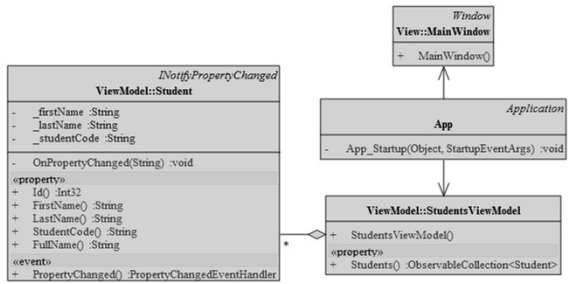 Window
View::MainWindow
+ MainWindow()
INotifyPropertyChanged
ViewModel::Student
- _firstName :String
- _lastName :String
- _studentCode :String
- OnPropertyChanged(String) :void
«property»
+ Id() :Int32
+ FirstName() :String
+ LastName() :String
+ StudentCode() :String
+ FullName() :String
«event»
+ PropertyChanged() :PropertyChangedEventHandler
Application
App
- App_Startup(Object, StartupEventArgs) :void
*
ViewModel::StudentsViewModel
+ StudentsViewModel()
«property»
+ Students() :ObservableCollection<Student>